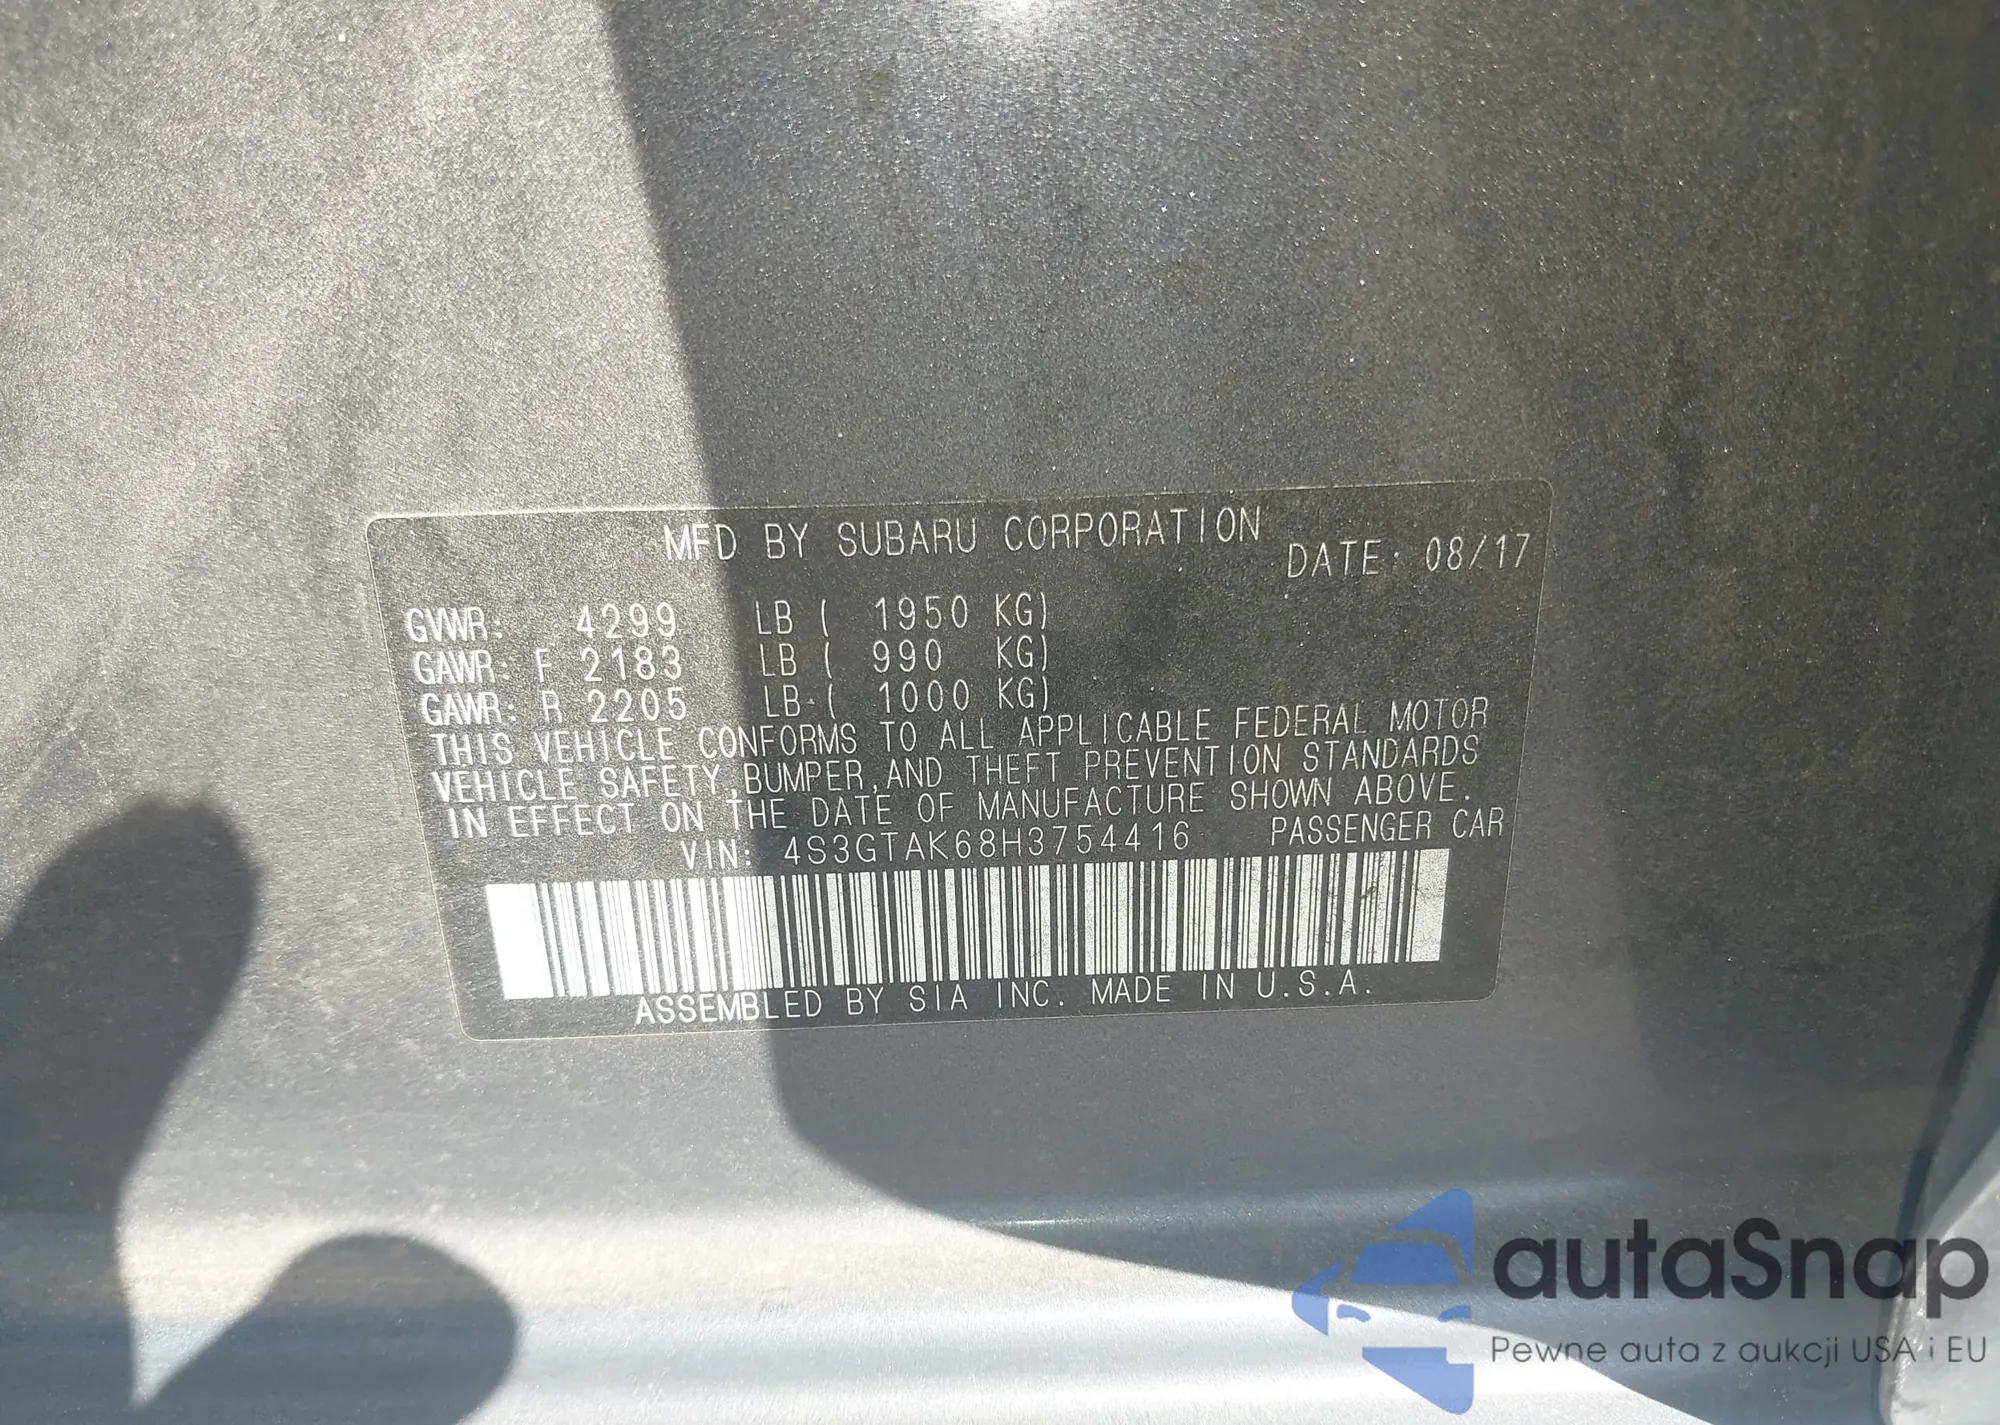 MFD BY SUBARU CORPORATION DATE: 08/17
GVWR: 4299 LB ( 1950 KG)
GAWR: F 2183 LB ( 990 KG)
GAWR: R 2205 LB ( 1000 KG)
THIS VEHICLE CONFORMS TO ALL APPLICABLE FEDERAL MOTOR
VEHICLE SAFETY,BUMPER,AND THEFT PREVENTION STANDARDS
IN EFFECT ON THE DATE OF MANUFACTURE SHOWN ABOVE.
VIN: 4S3GTAK68H3754416 PASSENGER CAR
ASSEMBLED BY SIA INC. MADE IN U.S.A.
autaSnap
Pewne auta z aukcji USA i EU